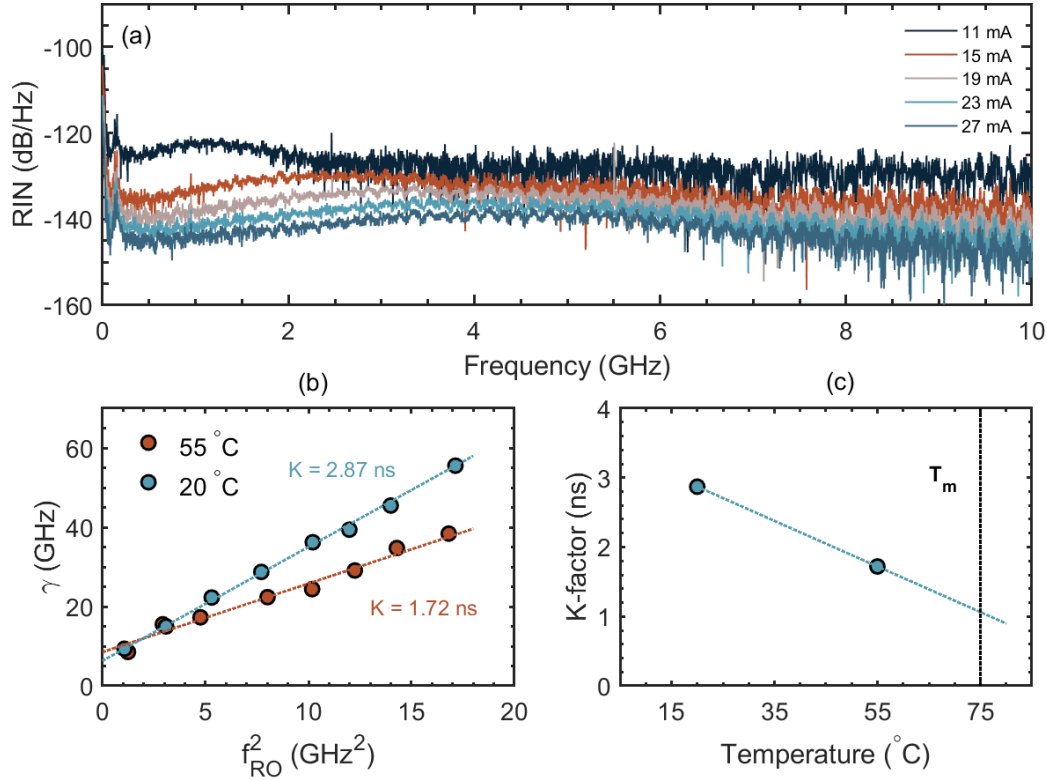 (a)
RIN (dB/Hz)
-100
-120
-140
-160
11 mA
15 mA
19 mA
23 mA
27 mA
0 2 4 6 8 10
Frequency (GHz)
(b)
γ (GHz)
60
40
20
0
55 °C
20 °C
K = 2.87 ns
K = 1.72 ns
0 5 10 15 20
f²RO (GHz²)
(c)
K-factor (ns)
4
3
2
1
0
Tm
15 35 55 75
Temperature (°C)